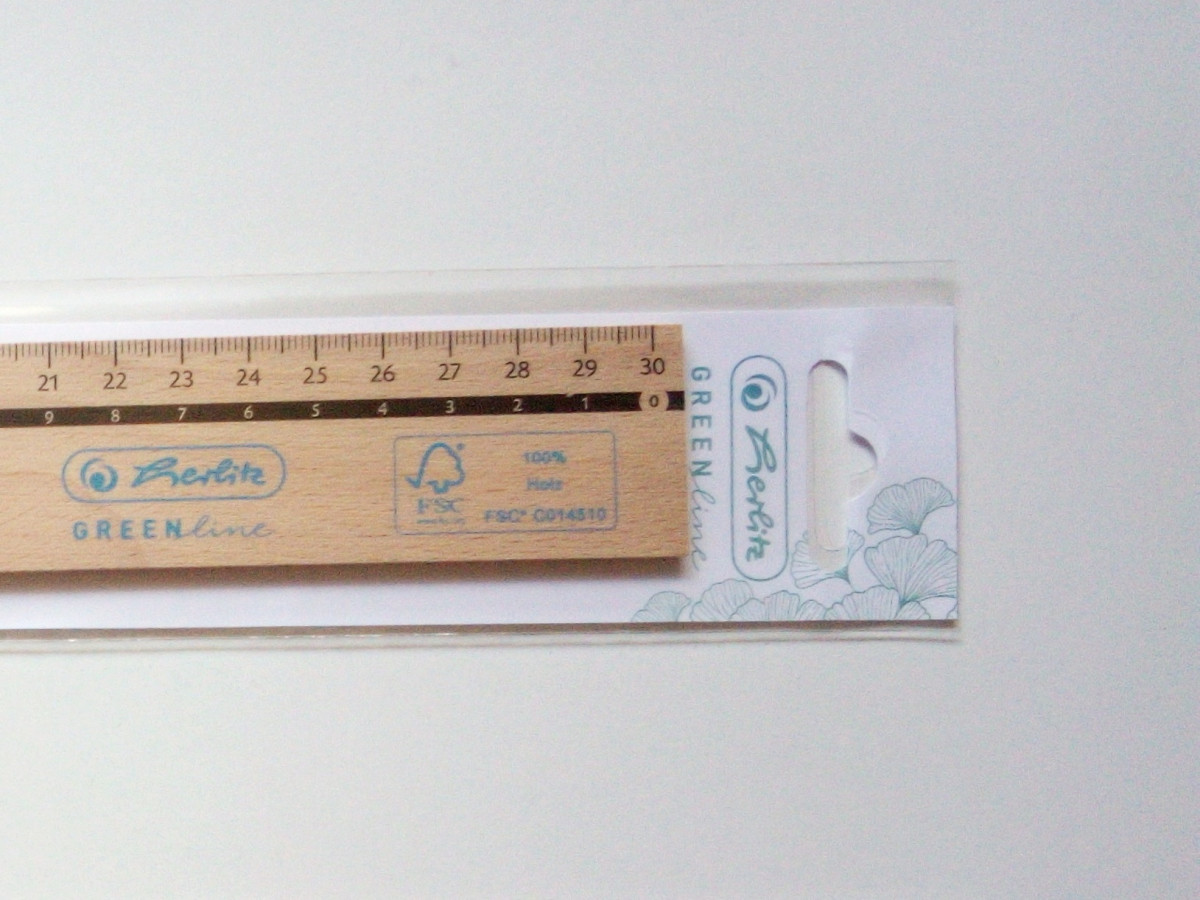 21 22 23 24 25 26 27 28 29 30
9 8 7 6 5 4 3 2 1 0
herlitz
GREENline
FSC
100%
Holz
FSC® C014510
GREENline
herlitz